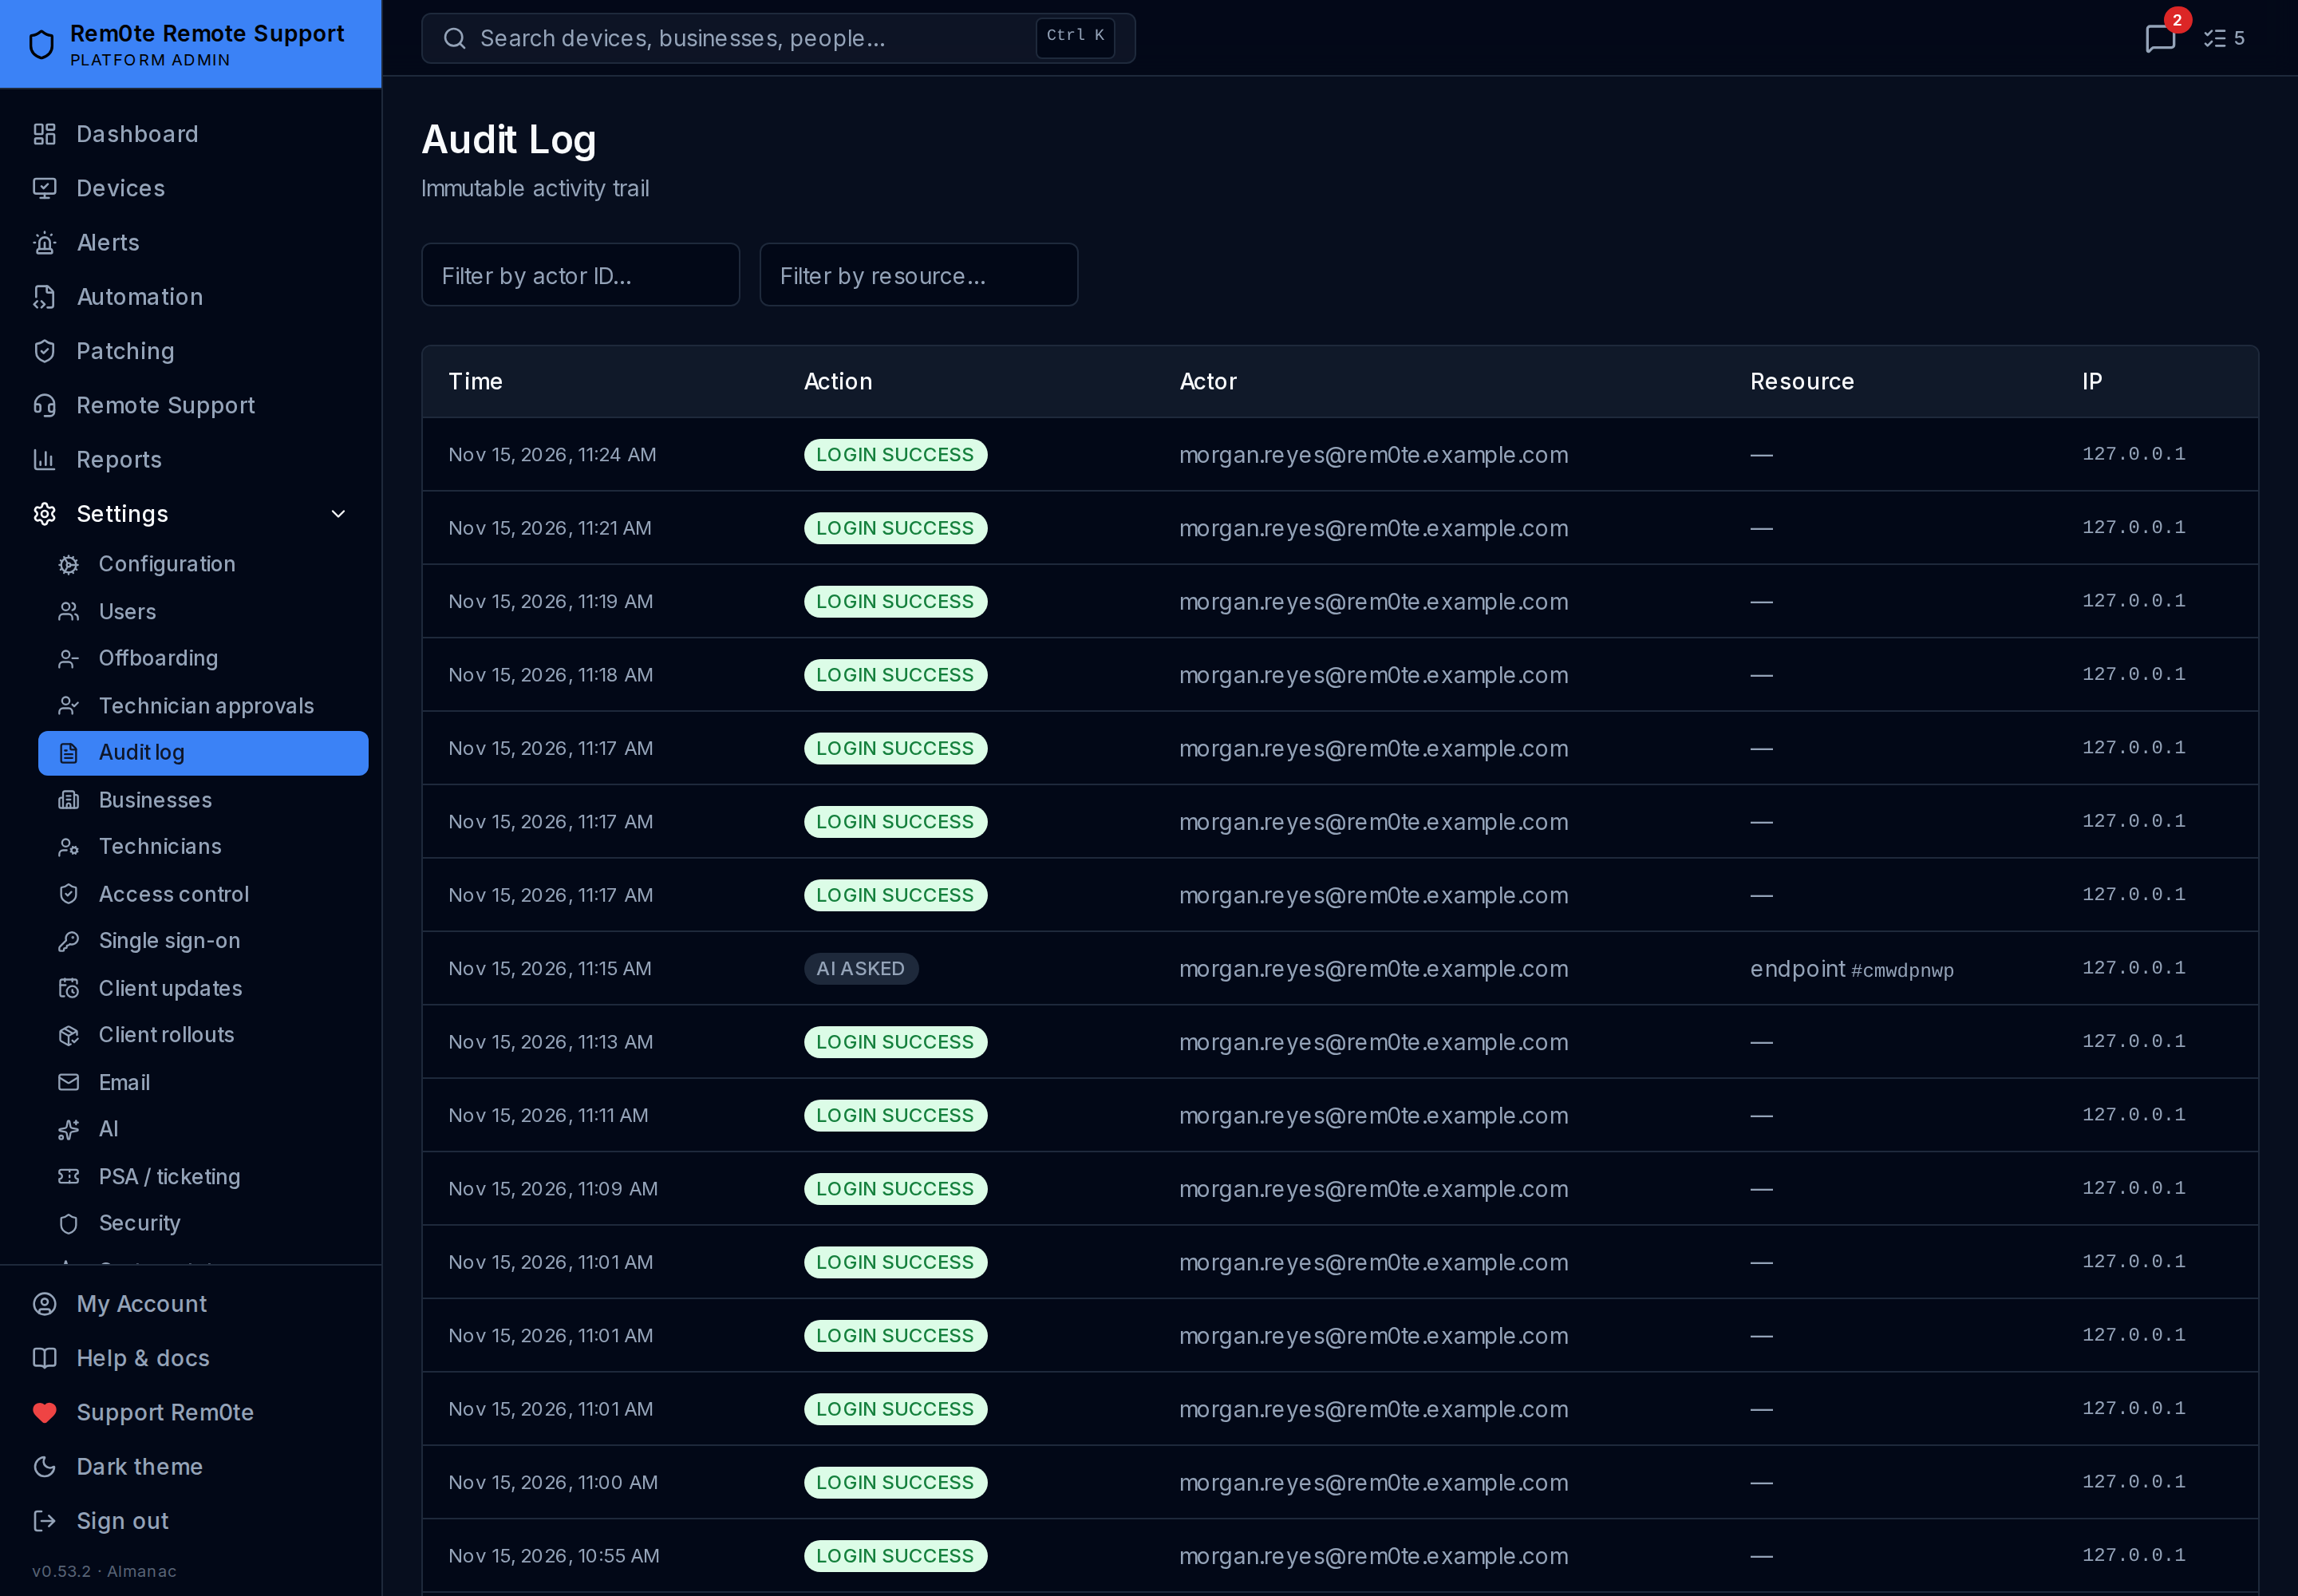 Rem0te Remote Support
PLATFORM ADMIN
Search devices, businesses, people...
Ctrl K
2
5
Dashboard
Devices
Alerts
Automation
Patching
Remote Support
Reports
Settings
Configuration
Users
Offboarding
Technician approvals
Audit log
Businesses
Technicians
Access control
Single sign-on
Client updates
Client rollouts
Email
AI
PSA / ticketing
Security
My Account
Help & docs
Support Rem0te
Dark theme
Sign out
v0.53.2 · Almanac
Audit Log
Immutable activity trail
Filter by actor ID...
Filter by resource...
Time Action Actor Resource IP
Nov 15, 2026, 11:24 AM LOGIN SUCCESS morgan.reyes@rem0te.example.com — 127.0.0.1
Nov 15, 2026, 11:21 AM LOGIN SUCCESS morgan.reyes@rem0te.example.com — 127.0.0.1
Nov 15, 2026, 11:19 AM LOGIN SUCCESS morgan.reyes@rem0te.example.com — 127.0.0.1
Nov 15, 2026, 11:18 AM LOGIN SUCCESS morgan.reyes@rem0te.example.com — 127.0.0.1
Nov 15, 2026, 11:17 AM LOGIN SUCCESS morgan.reyes@rem0te.example.com — 127.0.0.1
Nov 15, 2026, 11:17 AM LOGIN SUCCESS morgan.reyes@rem0te.example.com — 127.0.0.1
Nov 15, 2026, 11:17 AM LOGIN SUCCESS morgan.reyes@rem0te.example.com — 127.0.0.1
Nov 15, 2026, 11:15 AM AI ASKED morgan.reyes@rem0te.example.com endpoint #cmwdpnwp 127.0.0.1
Nov 15, 2026, 11:13 AM LOGIN SUCCESS morgan.reyes@rem0te.example.com — 127.0.0.1
Nov 15, 2026, 11:11 AM LOGIN SUCCESS morgan.reyes@rem0te.example.com — 127.0.0.1
Nov 15, 2026, 11:09 AM LOGIN SUCCESS morgan.reyes@rem0te.example.com — 127.0.0.1
Nov 15, 2026, 11:01 AM LOGIN SUCCESS morgan.reyes@rem0te.example.com — 127.0.0.1
Nov 15, 2026, 11:01 AM LOGIN SUCCESS morgan.reyes@rem0te.example.com — 127.0.0.1
Nov 15, 2026, 11:01 AM LOGIN SUCCESS morgan.reyes@rem0te.example.com — 127.0.0.1
Nov 15, 2026, 11:00 AM LOGIN SUCCESS morgan.reyes@rem0te.example.com — 127.0.0.1
Nov 15, 2026, 10:55 AM LOGIN SUCCESS morgan.reyes@rem0te.example.com — 127.0.0.1